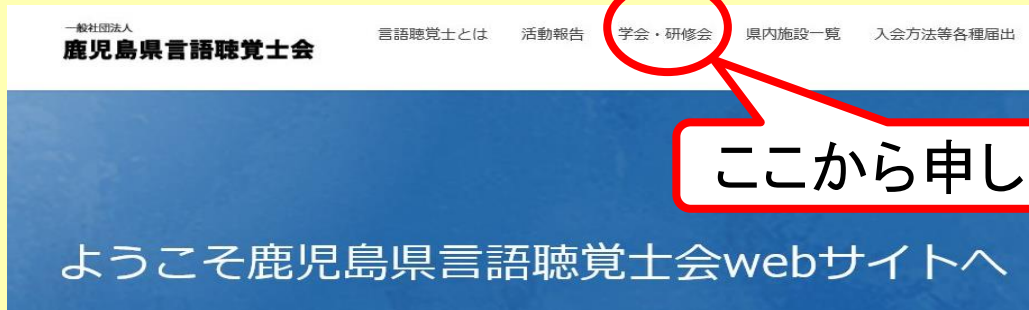 一般社団法人
鹿児島県言語聴覚士会
言語聴覚士とは 活動報告 学会・研修会 県内施設一覧 入会方法等各種届出
ここから申し
ようこそ鹿児島県言語聴覚士会webサイトへ